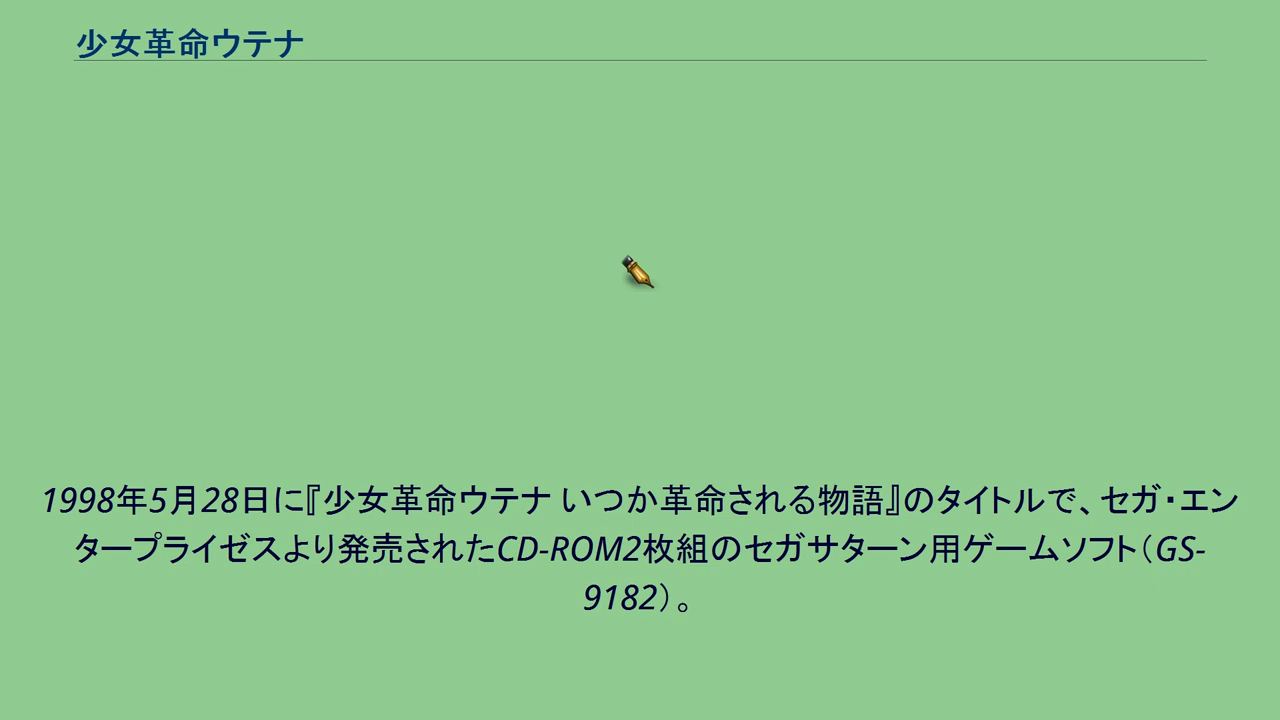 少女革命ウテナ
1998年5月28日に『少女革命ウテナ いつか革命される物語』のタイトルで、セガ・エン
タープライゼスより発売されたCD-ROM2枚組のセガサターン用ゲームソフト（GS-
9182）。